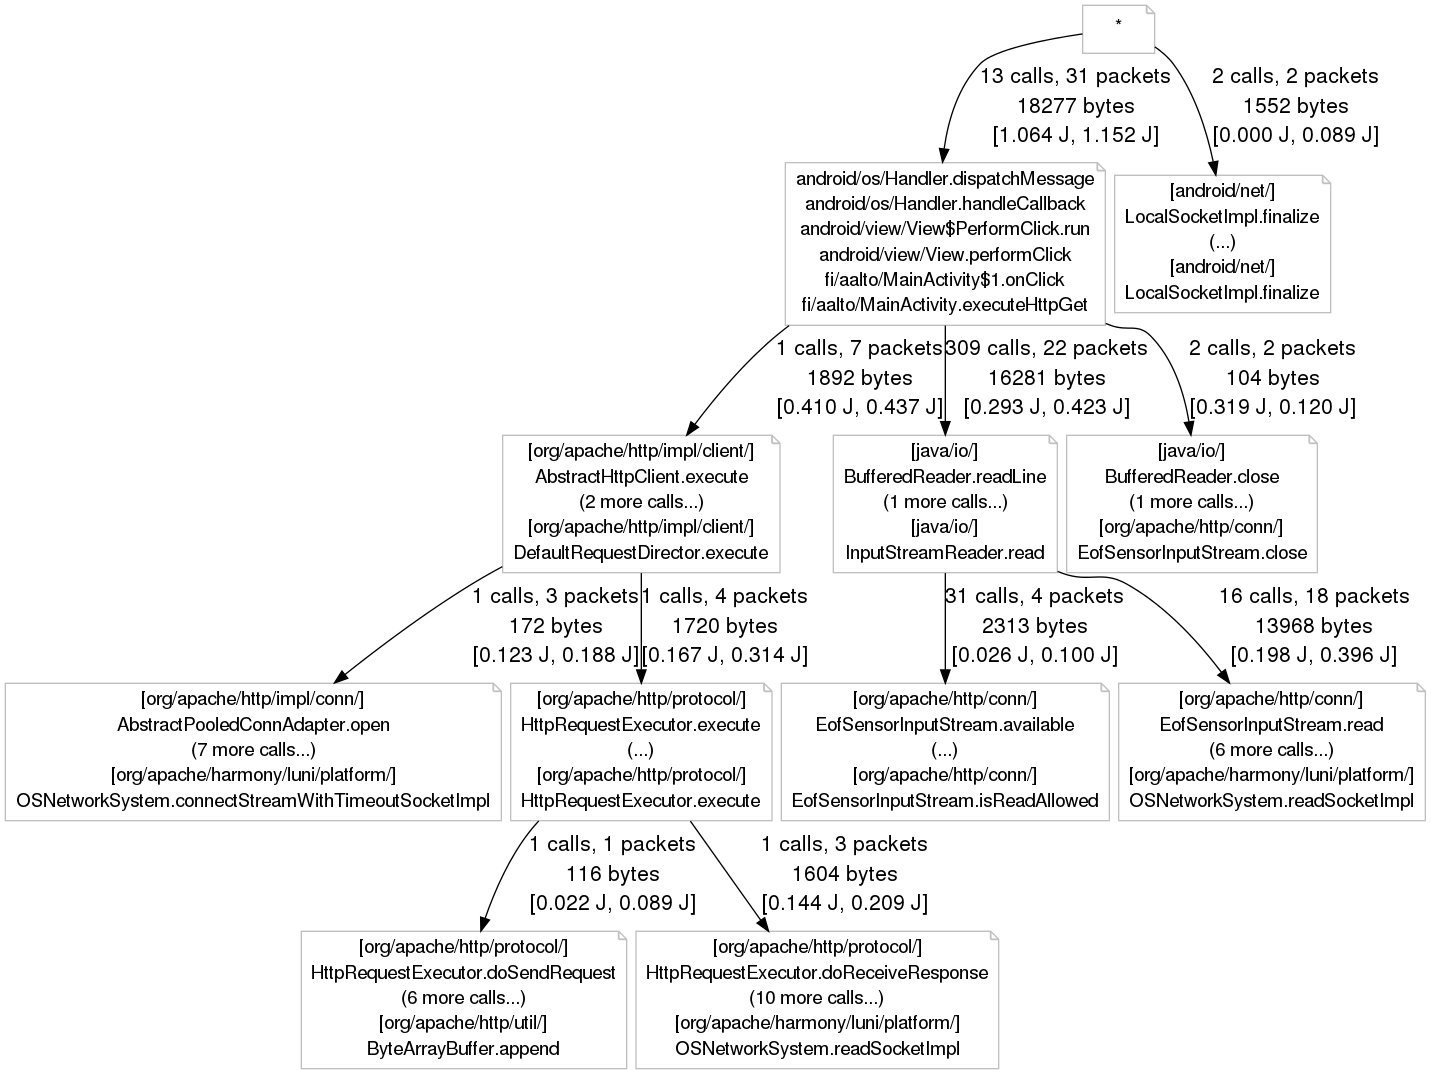 *
13 calls, 31 packets
18277 bytes
[1.064 J, 1.152 J]
2 calls, 2 packets
1552 bytes
[0.000 J, 0.089 J]
android/os/Handler.dispatchMessage
android/os/Handler.handleCallback
android/view/View$PerformClick.run
android/view/View.performClick
fi/aalto/MainActivity$1.onClick
fi/aalto/MainActivity.executeHttpGet
[android/net/]
LocalSocketImpl.finalize
(...)
[android/net/]
LocalSocketImpl.finalize
1 calls, 7 packets
1892 bytes
[0.410 J, 0.437 J]
309 calls, 22 packets
16281 bytes
[0.293 J, 0.423 J]
2 calls, 2 packets
104 bytes
[0.319 J, 0.120 J]
[org/apache/http/impl/client/]
AbstractHttpClient.execute
(2 more calls...)
[org/apache/http/impl/client/]
DefaultRequestDirector.execute
[java/io/]
BufferedReader.readLine
(1 more calls...)
[java/io/]
InputStreamReader.read
[java/io/]
BufferedReader.close
(1 more calls...)
[org/apache/http/conn/]
EofSensorInputStream.close
1 calls, 3 packets
172 bytes
[0.123 J, 0.188 J]
1 calls, 4 packets
1720 bytes
[0.167 J, 0.314 J]
31 calls, 4 packets
2313 bytes
[0.026 J, 0.100 J]
16 calls, 18 packets
13968 bytes
[0.198 J, 0.396 J]
[org/apache/http/impl/conn/]
AbstractPooledConnAdapter.open
(7 more calls...)
[org/apache/harmony/luni/platform/]
OSNetworkSystem.connectStreamWithTimeoutSocketImpl
[org/apache/http/protocol/]
HttpRequestExecutor.execute
(...)
[org/apache/http/protocol/]
HttpRequestExecutor.execute
[org/apache/http/conn/]
EofSensorInputStream.available
(...)
[org/apache/http/conn/]
EofSensorInputStream.isReadAllowed
[org/apache/http/conn/]
EofSensorInputStream.read
(6 more calls...)
[org/apache/harmony/luni/platform/]
OSNetworkSystem.readSocketImpl
1 calls, 1 packets
116 bytes
[0.022 J, 0.089 J]
1 calls, 3 packets
1604 bytes
[0.144 J, 0.209 J]
[org/apache/http/protocol/]
HttpRequestExecutor.doSendRequest
(6 more calls...)
[org/apache/http/util/]
ByteArrayBuffer.append
[org/apache/http/protocol/]
HttpRequestExecutor.doReceiveResponse
(10 more calls...)
[org/apache/harmony/luni/platform/]
OSNetworkSystem.readSocketImpl